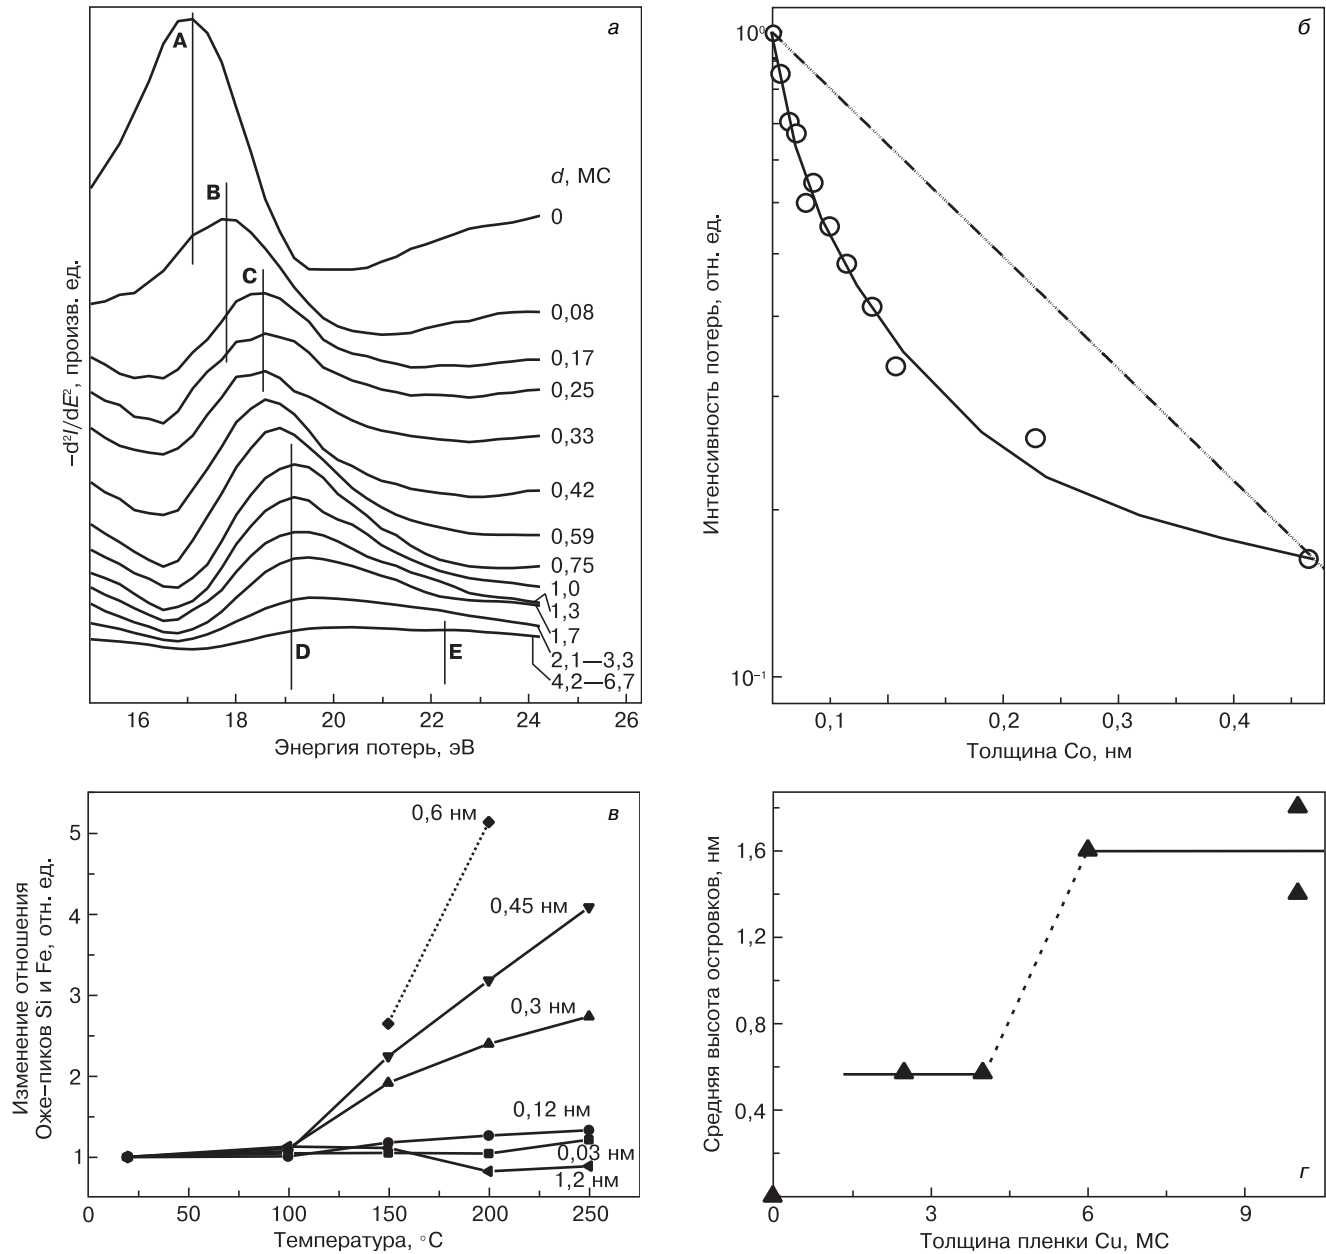 а
A
B
C
D
E
d, МС
0
0,08
0,17
0,25
0,33
0,42
0,59
0,75
1,0
1,3
1,7
2,1—3,3
4,2—6,7
–d²I/dE², произв. ед.
16 18 20 22 24 26
Энергия потерь, эВ
б
10⁰
10⁻¹
Интенсивность потерь, отн. ед.
0,1 0,2 0,3 0,4
Толщина Co, нм
в
0,6 нм
0,45 нм
0,3 нм
0,12 нм
0,03 нм
1,2 нм
5
4
3
2
1
Изменение отношения
Оже–пиков Si и Fe, отн. ед.
0 50 100 150 200 250
Температура, °C
г
1,6
1,2
0,8
0,4
Средняя высота островков, нм
0 3 6 9
Толщина пленки Cu, МС